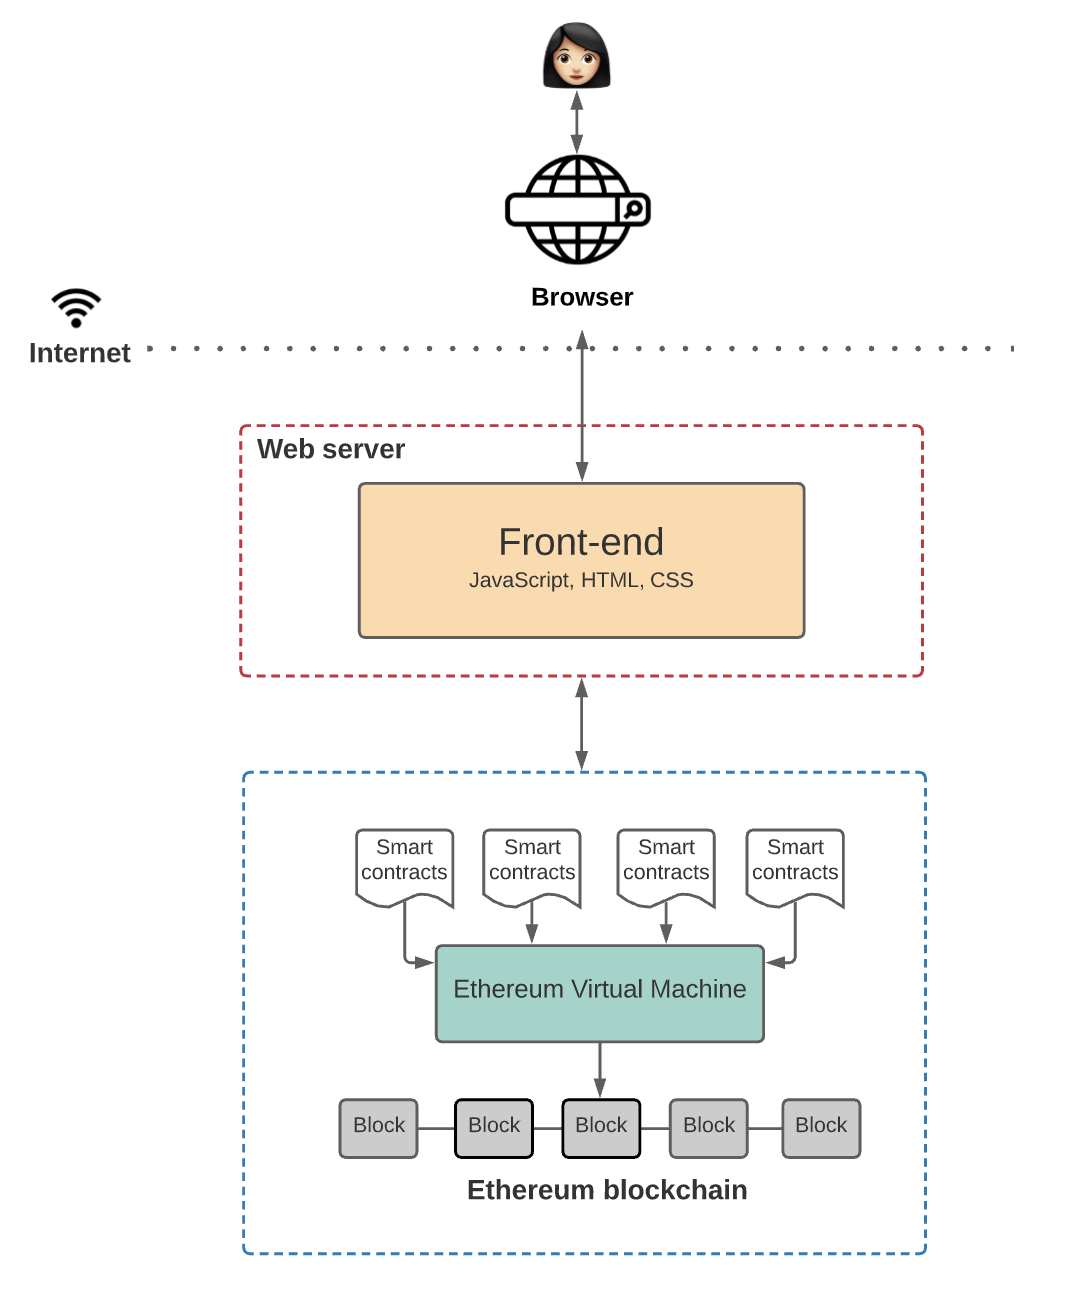 Browser
Internet
Web server
Front-end
JavaScript, HTML, CSS
Smart
contracts
Smart
contracts
Smart
contracts
Smart
contracts
Ethereum Virtual Machine
Block
Block
Block
Block
Block
Ethereum blockchain